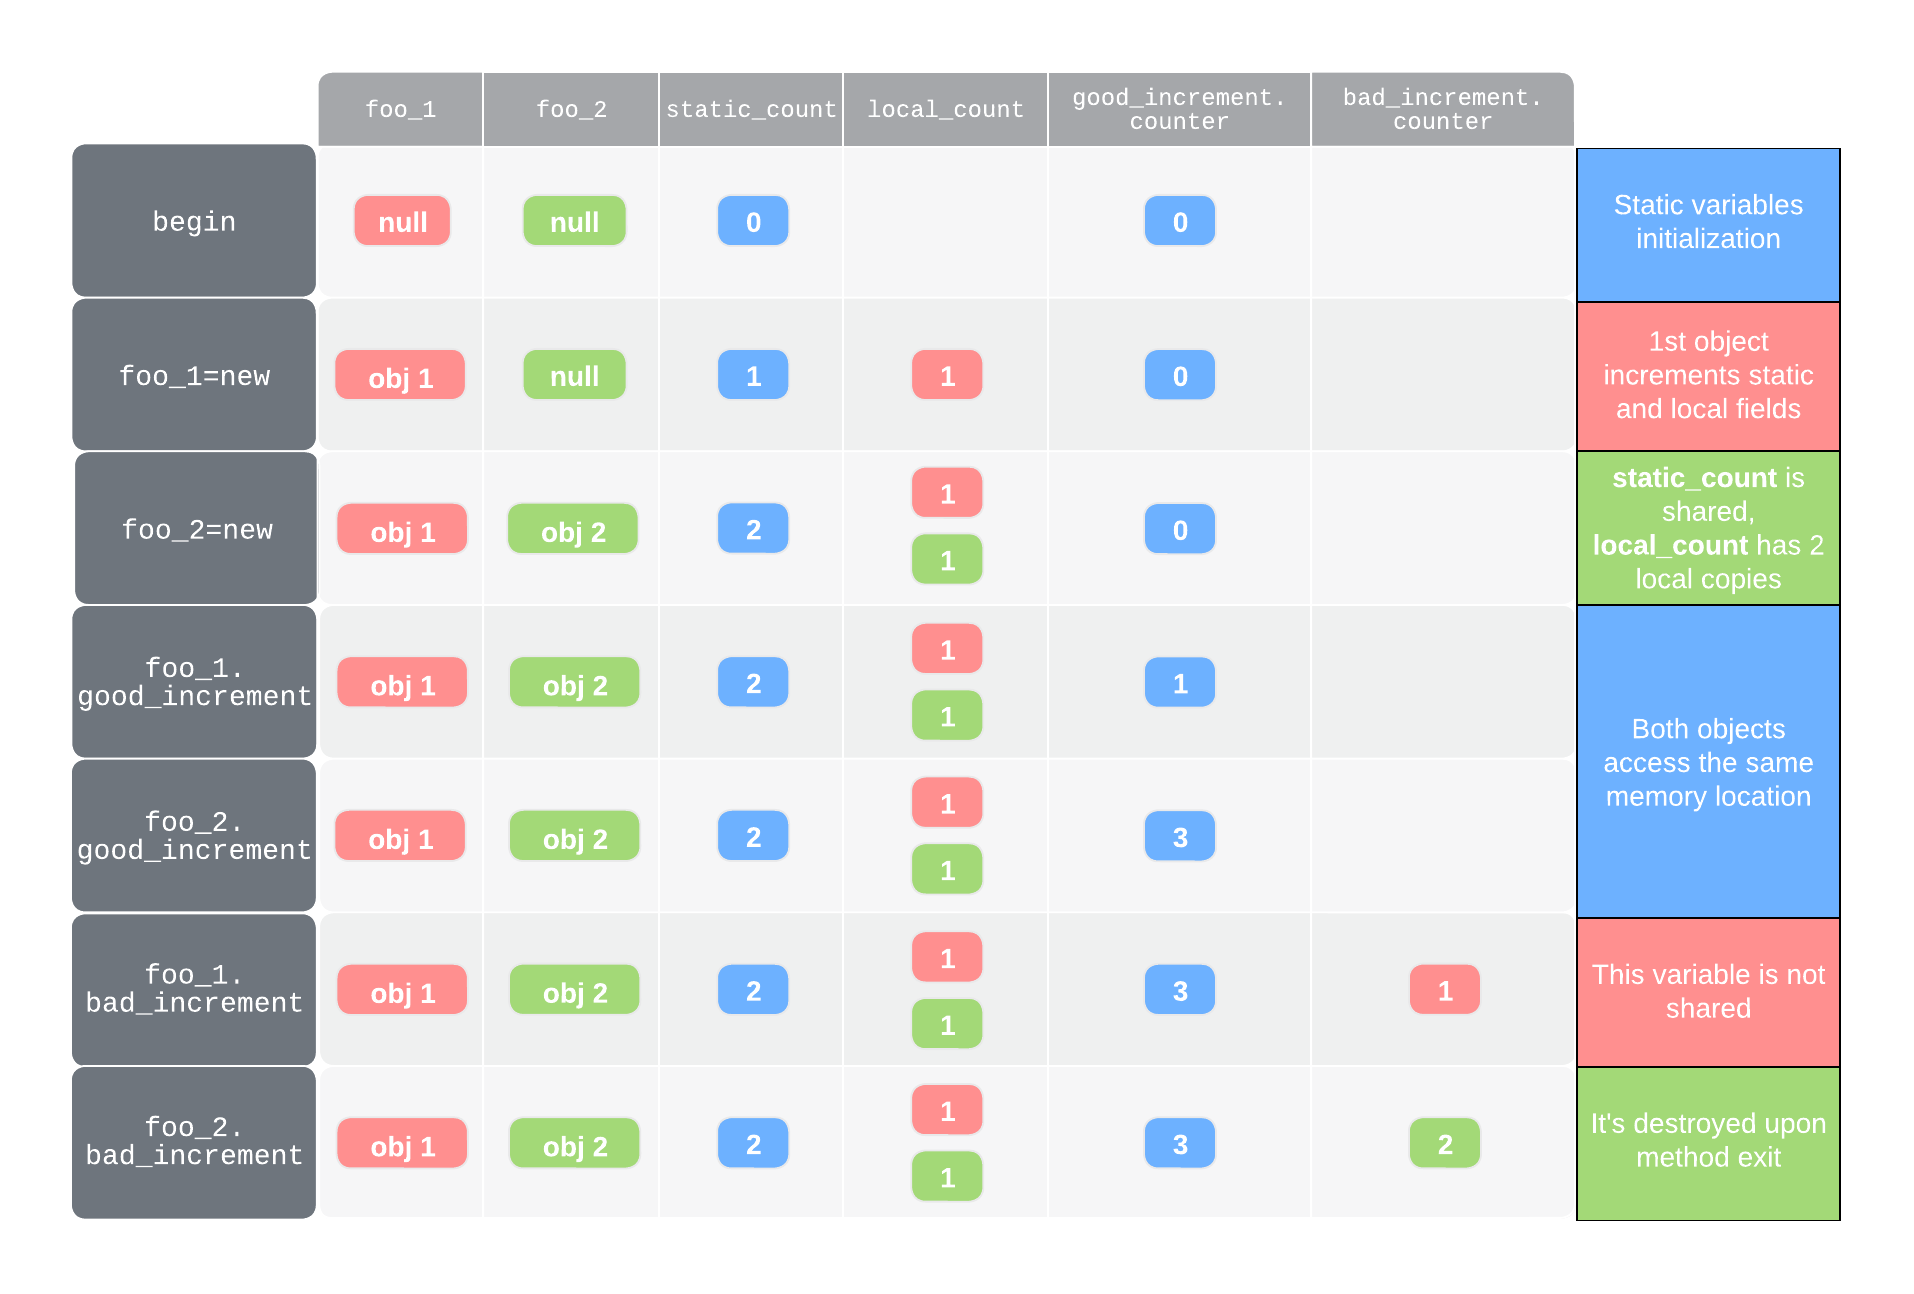 foo_1
foo_2
static_count
local_count
good_increment.
counter
bad_increment.
counter
begin
null
null
0
0
Static variables
initialization
foo_1=new
obj 1
null
1
1
0
1st object
increments static
and local fields
foo_2=new
obj 1
obj 2
2
1
1
0
static_count is
shared,
local_count has 2
local copies
foo_1.
good_increment
obj 1
obj 2
2
1
1
1
Both objects
access the same
memory location
foo_2.
good_increment
obj 1
obj 2
2
1
1
3
foo_1.
bad_increment
obj 1
obj 2
2
1
1
3
1
This variable is not
shared
foo_2.
bad_increment
obj 1
obj 2
2
1
1
3
2
It's destroyed upon
method exit